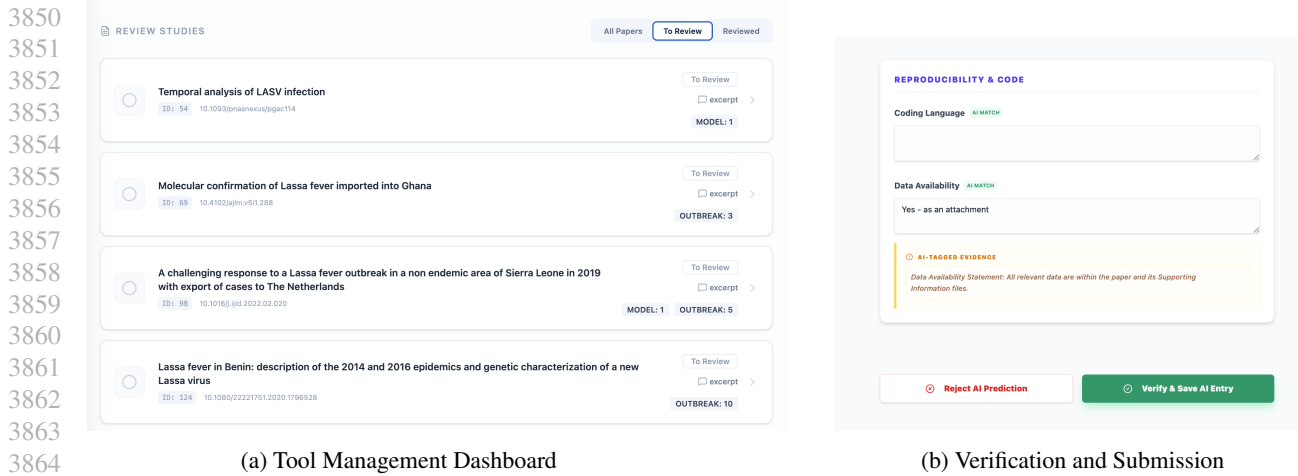 3850
3851
3852
3853
3854
3855
3856
3857
3858
3859
3860
3861
3862
3863
3864
REVIEW STUDIES
All Papers To Review Reviewed
Temporal analysis of LASV infection
ID: 54 10.1093/pnasnexus/pgac114
To Review
excerpt
MODEL: 1
Molecular confirmation of Lassa fever imported into Ghana
ID: 69 10.4102/ajlm.v5i1.288
To Review
excerpt
OUTBREAK: 3
A challenging response to a Lassa fever outbreak in a non endemic area of Sierra Leone in 2019
with export of cases to The Netherlands
ID: 98 10.1016/j.ijid.2022.02.020
To Review
excerpt
MODEL: 1 OUTBREAK: 5
Lassa fever in Benin: description of the 2014 and 2016 epidemics and genetic characterization of a new
Lassa virus
ID: 124 10.1080/22221751.2020.1796528
To Review
excerpt
OUTBREAK: 10
(a) Tool Management Dashboard
REPRODUCIBILITY & CODE
Coding Language AI MATCH
Data Availability AI MATCH
Yes - as an attachment
AI-TAGGED EVIDENCE
Data Availability Statement: All relevant data are within the paper and its Supporting
Information files.
Reject AI Prediction
Verify & Save AI Entry
(b) Verification and Submission